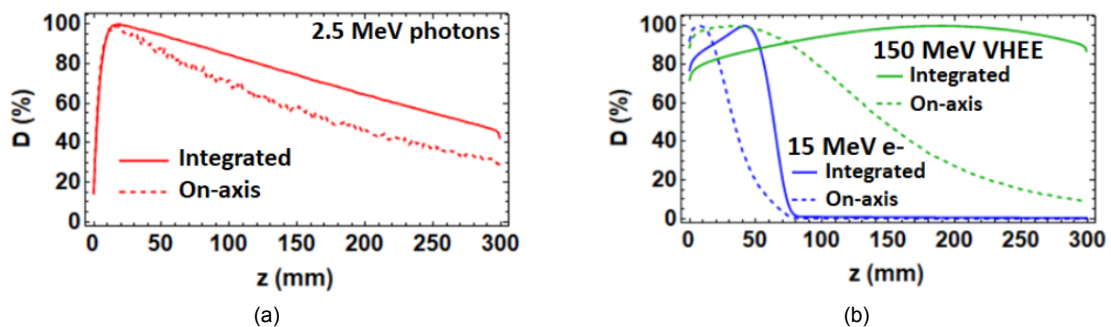 100
80
60
40
20
0
D (%)
2.5 MeV photons
Integrated
On-axis
0 50 100 150 200 250 300
z (mm)
(a)
100
80
60
40
20
0
D (%)
150 MeV VHEE
Integrated
On-axis
15 MeV e-
Integrated
On-axis
0 50 100 150 200 250 300
z (mm)
(b)